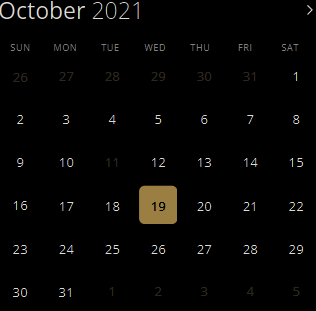 October 2021
SUN MON TUE WED THU FRI SAT
26 27 28 29 30 31 1
2 3 4 5 6 7 8
9 10 11 12 13 14 15
16 17 18 19 20 21 22
23 24 25 26 27 28 29
30 31 1 2 3 4 5